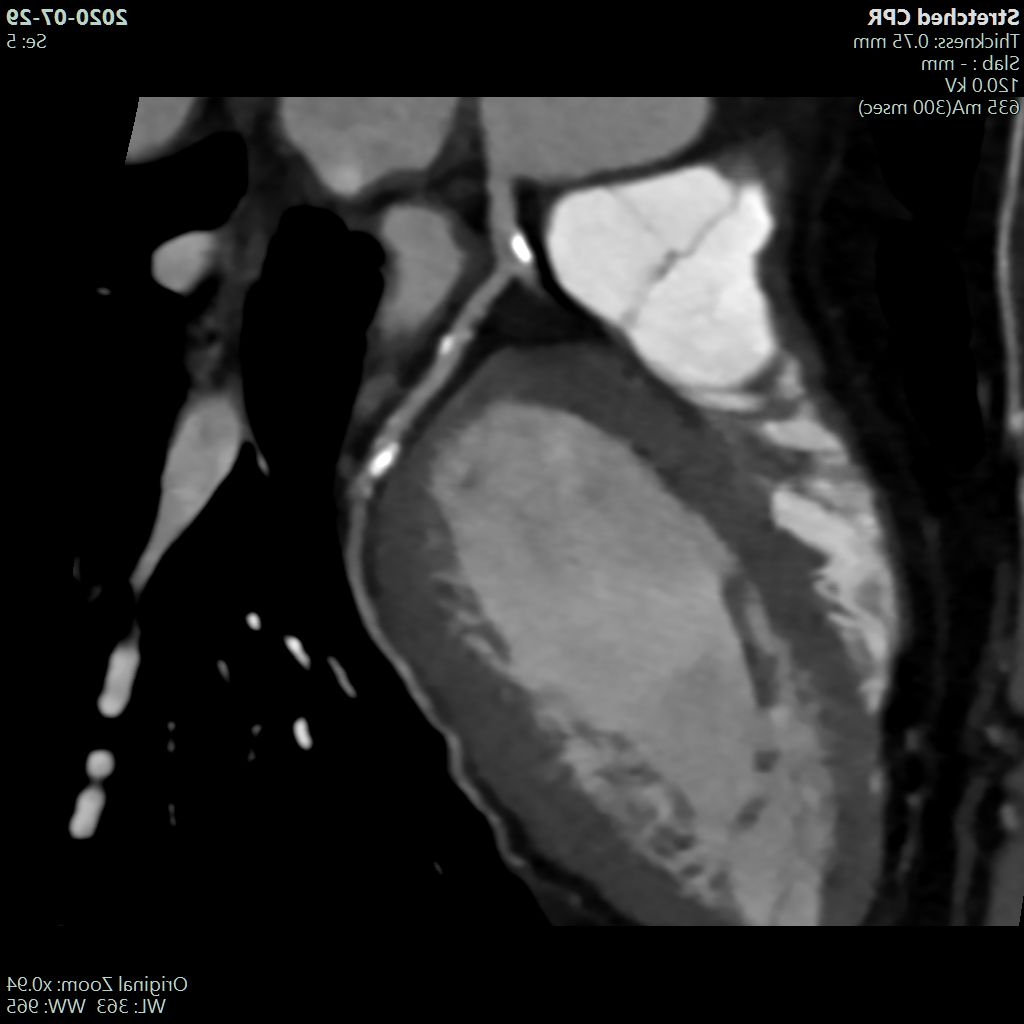 Stretched CPR
Thickness: 0.75 mm
Slab : - mm
120.0 kV
635 mA(300 msec)
2020-07-29
Se: 5
Original Zoom: x0.94
WL: 363 WW: 965